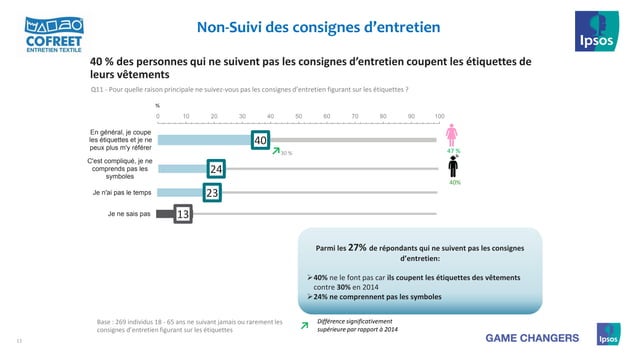 COFREET
ENTRETIEN TEXTILE
Non-Suivi des consignes d'entretien
Ipsos
40 % des personnes qui ne suivent pas les consignes d'entretien coupent les étiquettes de
leurs vêtements
Q11 - Pour quelle raison principale ne suivez-vous pas les consignes d'entretien figurant sur les étiquettes ?
%
0 10 20 30 40 50 60 70 80 90 100
En général, je coupe
les étiquettes et je ne
peux plus m'y référer
40
30 %
47 %
C'est compliqué, je ne
comprends pas les
symboles
24
40%
Je n'ai pas le temps
23
Je ne sais pas
13
Parmi les 27% de répondants qui ne suivent pas les consignes
d'entretien:
➢40% ne le font pas car ils coupent les étiquettes des vêtements
contre 30% en 2014
➢24% ne comprennent pas les symboles
Base : 269 individus 18 - 65 ans ne suivant jamais ou rarement les
consignes d'entretien figurant sur les étiquettes
Différence significativement
supérieure par rapport à 2014
13
GAME CHANGERS
Ipsos